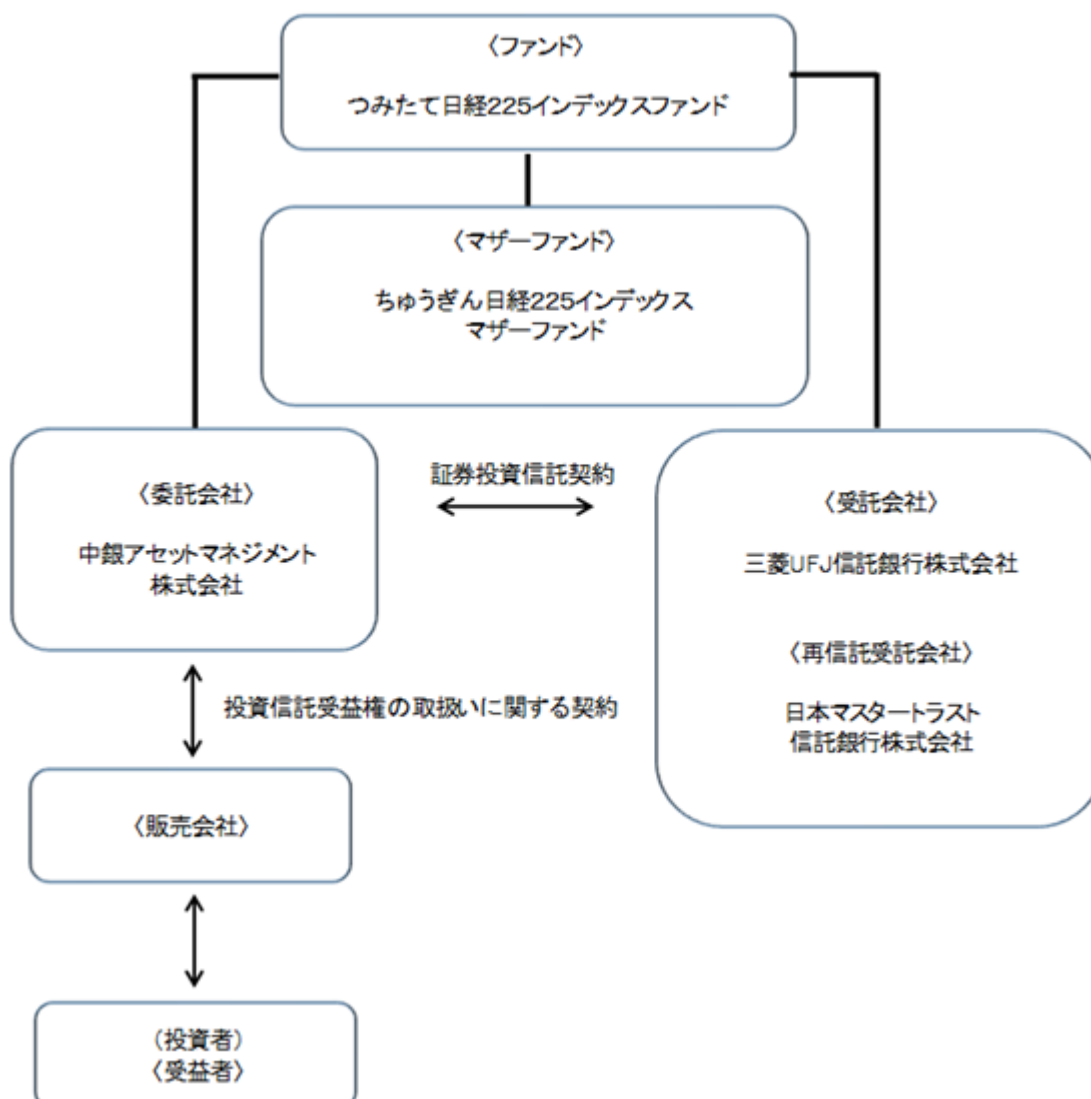 〈ファンド〉
つみたて日経225インデックスファンド
〈マザーファンド〉
ちゅうぎん日経225インデックス
マザーファンド
〈委託会社〉
中銀アセットマネジメント
株式会社
証券投資信託契約
〈受託会社〉
三菱UFJ信託銀行株式会社
〈再信託受託会社〉
日本マスタートラスト
信託銀行株式会社
投資信託受益権の取扱いに関する契約
〈販売会社〉
(投資者)
〈受益者〉